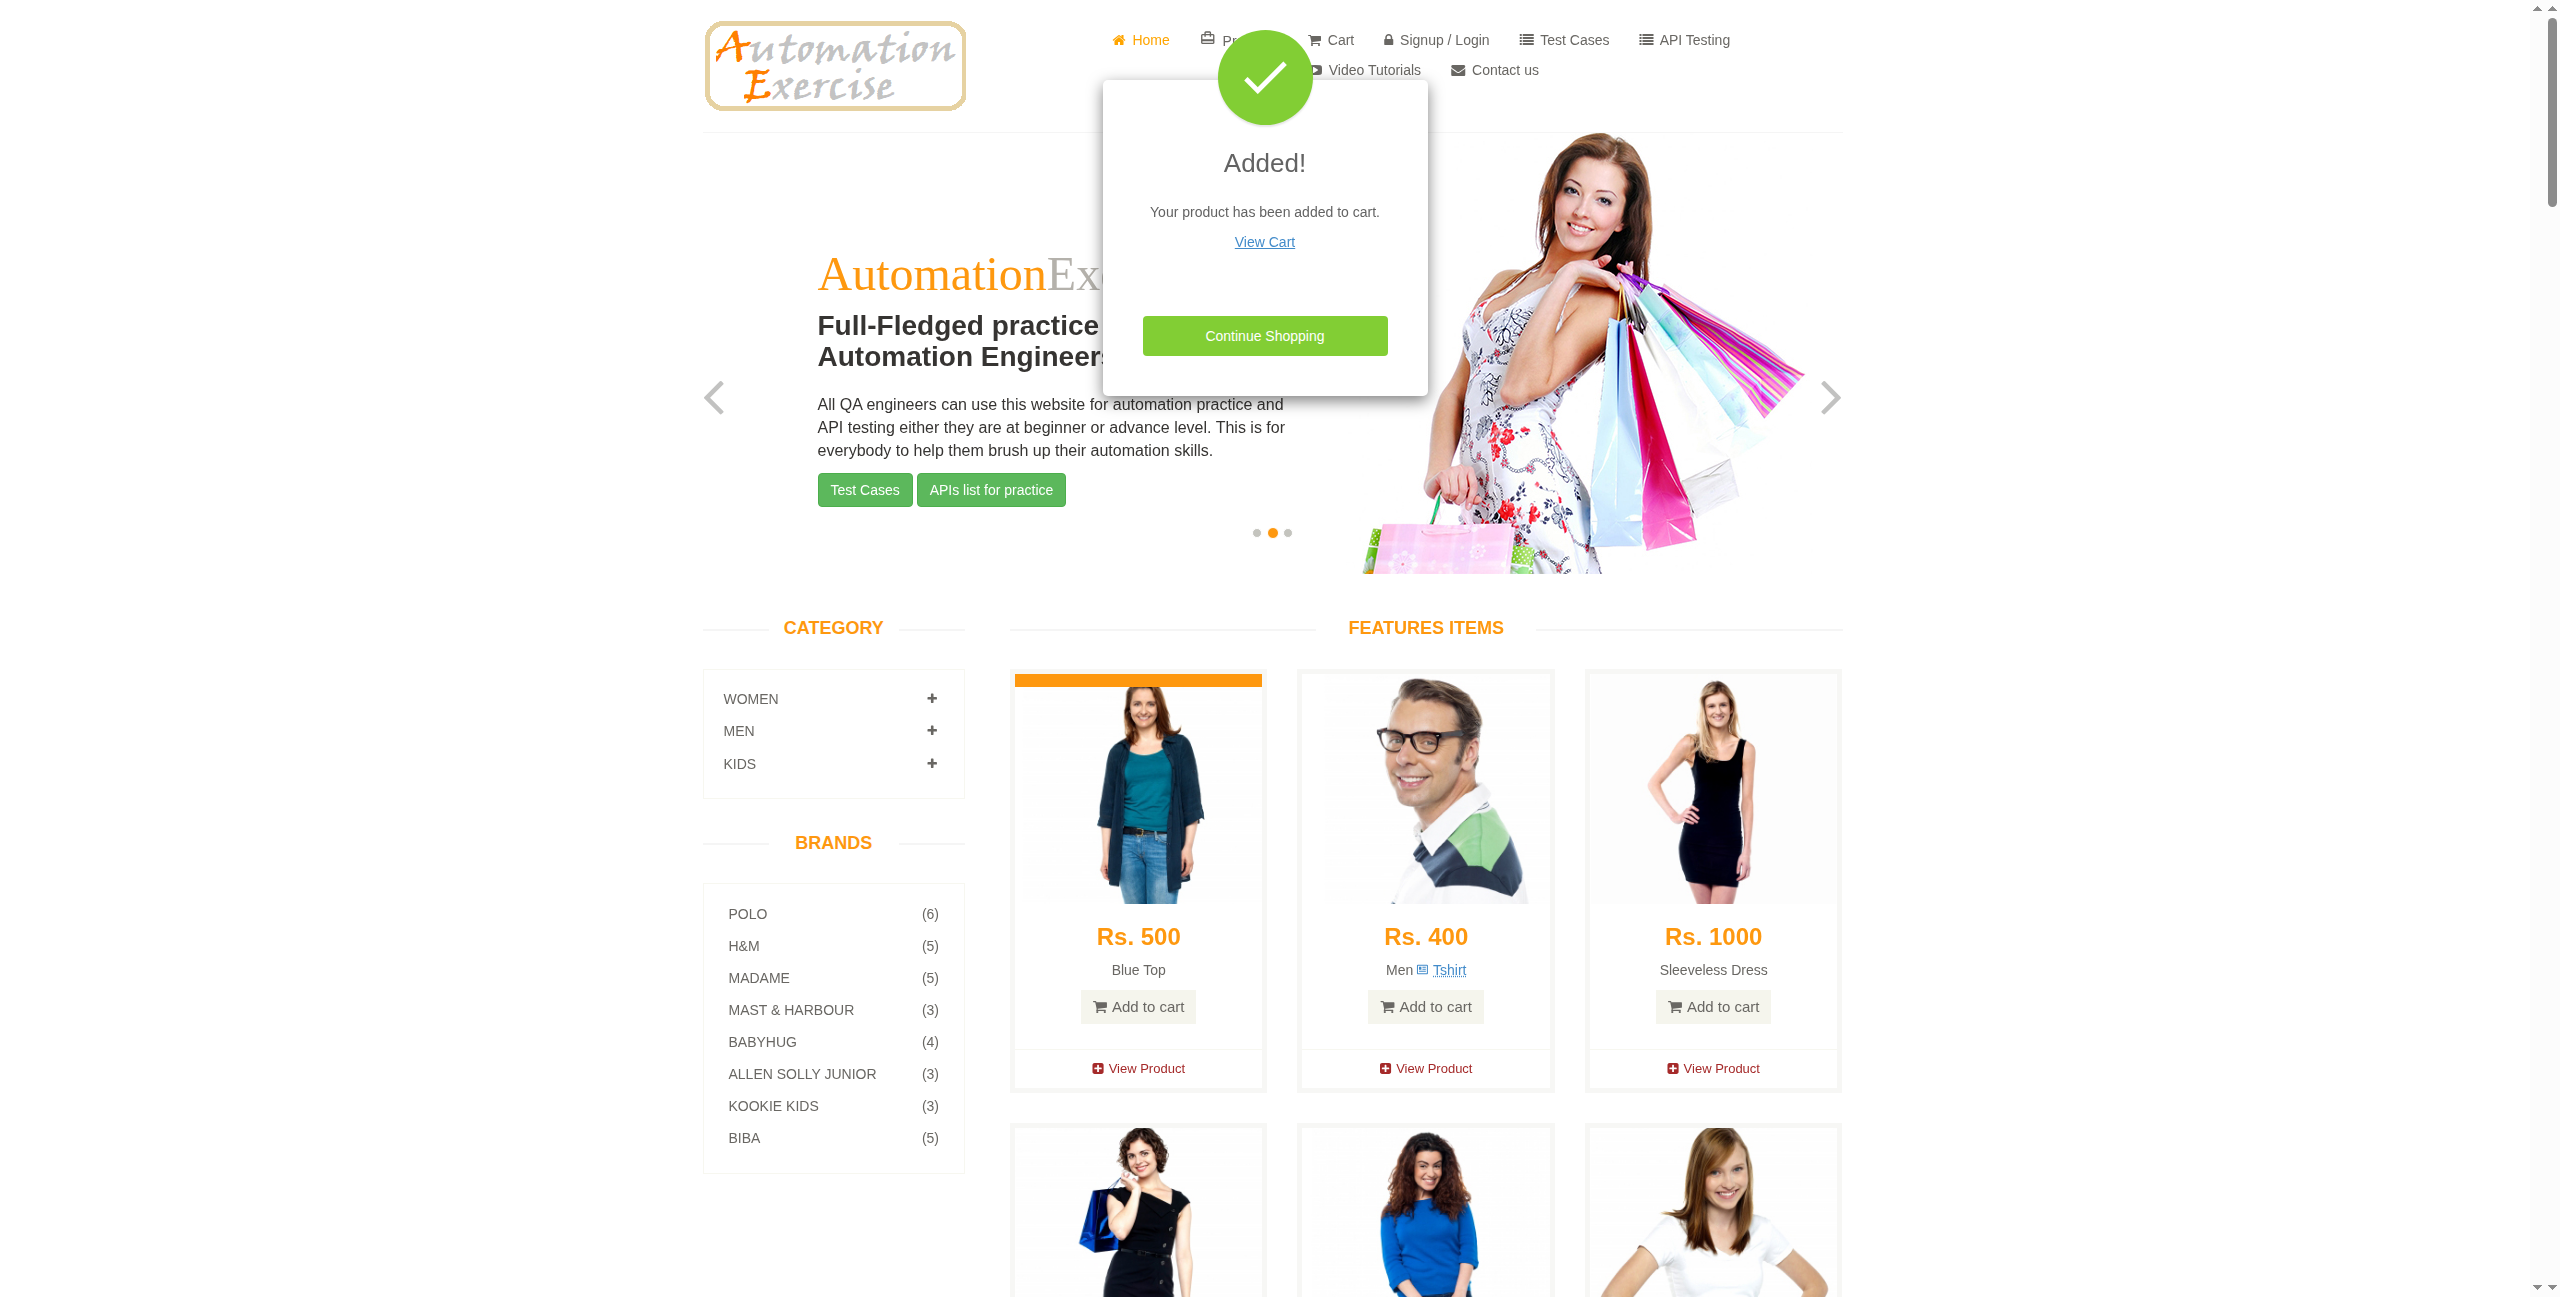 Automation
Exercise
Home
Cart
Signup / Login
Test Cases
API Testing
Video Tutorials
Contact us
Added!
Your product has been added to cart.
View Cart
Continue Shopping
Automation
Full-Fledged practice
Automation
All QA engineers can use this website for automation practice and
API testing either they are at beginner or advance level. This is for
everybody to help them brush up their automation skills.
Test Cases
APIs list for practice
CATEGORY
WOMEN
MEN
KIDS
BRANDS
POLO (6)
H&M (5)
MADAME (5)
MAST & HARBOUR (3)
BABYHUG (4)
ALLEN SOLLY JUNIOR (3)
KOOKIE KIDS (3)
BIBA (5)
FEATURES ITEMS
Rs. 500
Blue Top
Add to cart
View Product
Rs. 400
Men Tshirt
Add to cart
View Product
Rs. 1000
Sleeveless Dress
Add to cart
View Product